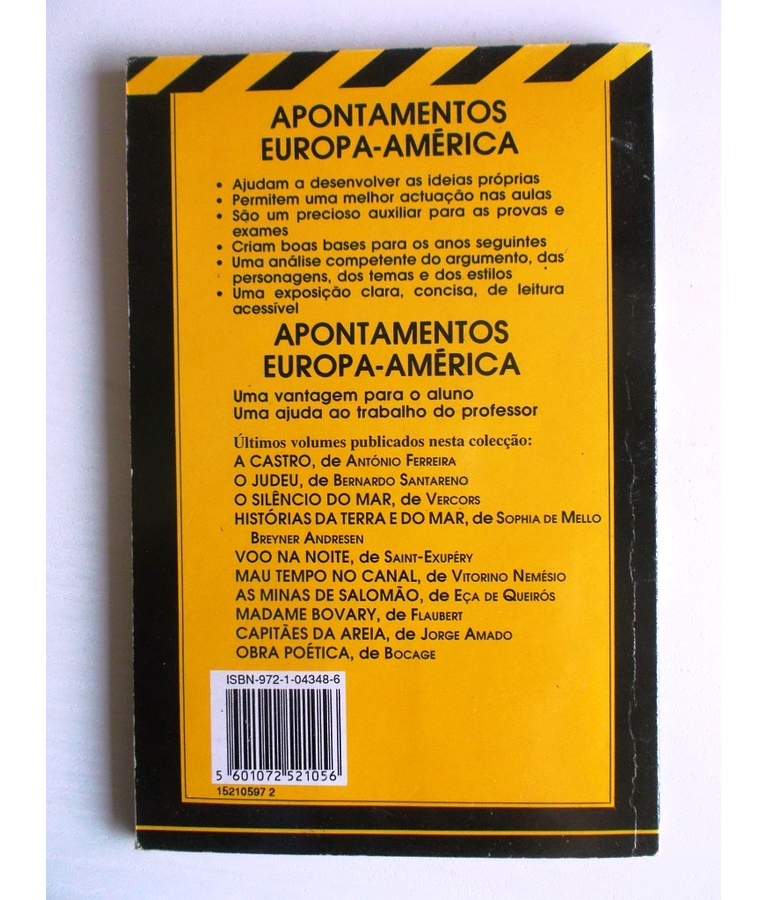 APONTAMENTOS
EUROPA-AMÉRICA
• Ajudam a desenvolver as ideias próprias
• Permitem uma melhor actuação nas aulas
• São um precioso auxiliar para as provas e
exames
• Criam boas bases para os anos seguintes
• Uma análise competente do argumento, das
personagens, dos temas e dos estilos
• Uma exposição clara, concisa, de leitura
acessível
APONTAMENTOS
EUROPA-AMÉRICA
Uma vantagem para o aluno
Uma ajuda ao trabalho do professor
Últimos volumes publicados nesta colecção:
A CASTRO, de António Ferreira
O JUDEU, de Bernardo Santareno
O SILÊNCIO DO MAR, de Vercors
HISTÓRIAS DA TERRA E DO MAR, de Sophia de Mello
Breyner Andresen
VOO NA NOITE, de Saint-Exupéry
MAU TEMPO NO CANAL, de Vitorino Nemésio
AS MINAS DE SALOMÃO, de Eça de Queirós
MADAME BOVARY, de Flaubert
CAPITÃES DA AREIA, de Jorge Amado
OBRA POÉTICA, de Bocage
ISBN-972-1-04348-6
5 601072 521056
15210597 2